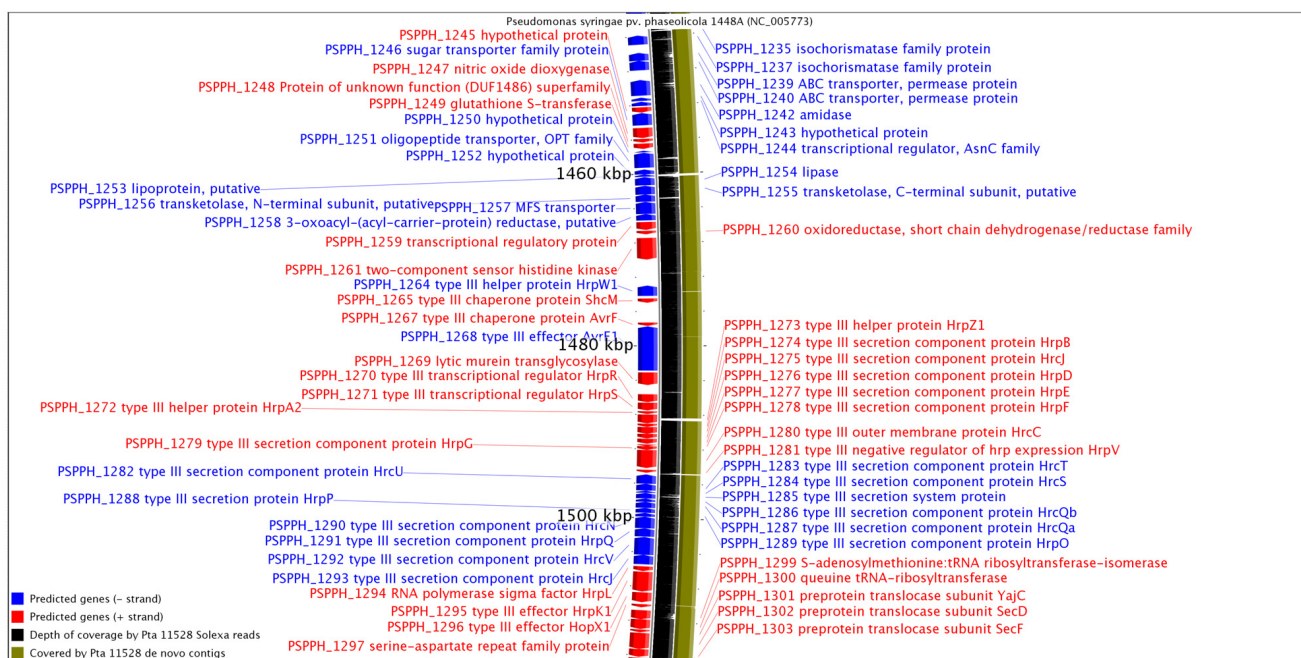 Pseudomonas syringae pv. phaseolicola 1448A (NC_005773)
PSPPH_1245 hypothetical protein
PSPPH_1246 sugar transporter family protein
PSPPH_1247 nitric oxide dioxygenase
PSPPH_1248 Protein of unknown function (DUF1486) superfamily
PSPPH_1249 glutathione S-transferase
PSPPH_1250 hypothetical protein
PSPPH_1251 oligopeptide transporter, OPT family
PSPPH_1252 hypothetical protein
1460 kbp
PSPPH_1253 lipoprotein, putative
PSPPH_1256 transketolase, N-terminal subunit, putative
PSPPH_1257 MFS transporter
PSPPH_1258 3-oxoacyl-(acyl-carrier-protein) reductase, putative
PSPPH_1259 transcriptional regulatory protein
PSPPH_1261 two-component sensor histidine kinase
PSPPH_1264 type III helper protein HrpW1
PSPPH_1265 type III chaperone protein ShcM
PSPPH_1267 type III chaperone protein AvrF
PSPPH_1268 type III effector AvrE1
1480 kbp
PSPPH_1269 lytic murein transglycosylase
PSPPH_1270 type III transcriptional regulator HrpR
PSPPH_1271 type III transcriptional regulator HrpS
PSPPH_1272 type III helper protein HrpA2
PSPPH_1279 type III secretion component protein HrpG
PSPPH_1282 type III secretion component protein HrcU
PSPPH_1288 type III secretion protein HrpP
1500 kbp
PSPPH_1290 type III secretion component protein HrcN
PSPPH_1291 type III secretion component protein HrpQ
PSPPH_1292 type III secretion component protein HrcV
PSPPH_1293 type III secretion component protein HrcJ
PSPPH_1294 RNA polymerase sigma factor HrpL
PSPPH_1295 type III effector HrpK1
PSPPH_1296 type III effector HopX1
PSPPH_1297 serine-aspartate repeat family protein
PSPPH_1235 isochorismatase family protein
PSPPH_1237 isochorismatase family protein
PSPPH_1239 ABC transporter, permease protein
PSPPH_1240 ABC transporter, permease protein
PSPPH_1242 amidase
PSPPH_1243 hypothetical protein
PSPPH_1244 transcriptional regulator, AsnC family
PSPPH_1254 lipase
PSPPH_1255 transketolase, C-terminal subunit, putative
PSPPH_1260 oxidoreductase, short chain dehydrogenase/reductase family
PSPPH_1273 type III helper protein HrpZ1
PSPPH_1274 type III secretion component protein HrpB
PSPPH_1275 type III secretion component protein HrcJ
PSPPH_1276 type III secretion component protein HrpD
PSPPH_1277 type III secretion component protein HrpE
PSPPH_1278 type III secretion component protein HrpF
PSPPH_1280 type III outer membrane protein HrcC
PSPPH_1281 type III negative regulator of hrp expression HrpV
PSPPH_1283 type III secretion component protein HrcT
PSPPH_1284 type III secretion component protein HrcS
PSPPH_1285 type III secretion system protein
PSPPH_1286 type III secretion component protein HrcQb
PSPPH_1287 type III secretion component protein HrcQa
PSPPH_1289 type III secretion component protein HrpO
PSPPH_1299 S-adenosylmethionine:tRNA ribosyltransferase-isomerase
PSPPH_1300 queuine tRNA-ribosyltransferase
PSPPH_1301 preprotein translocase subunit YajC
PSPPH_1302 preprotein translocase subunit SecD
PSPPH_1303 preprotein translocase subunit SecF
Predicted genes (− strand)
Predicted genes (+ strand)
Depth of coverage by Pta 11528 Solexa reads
Covered by Pta 11528 de novo contigs